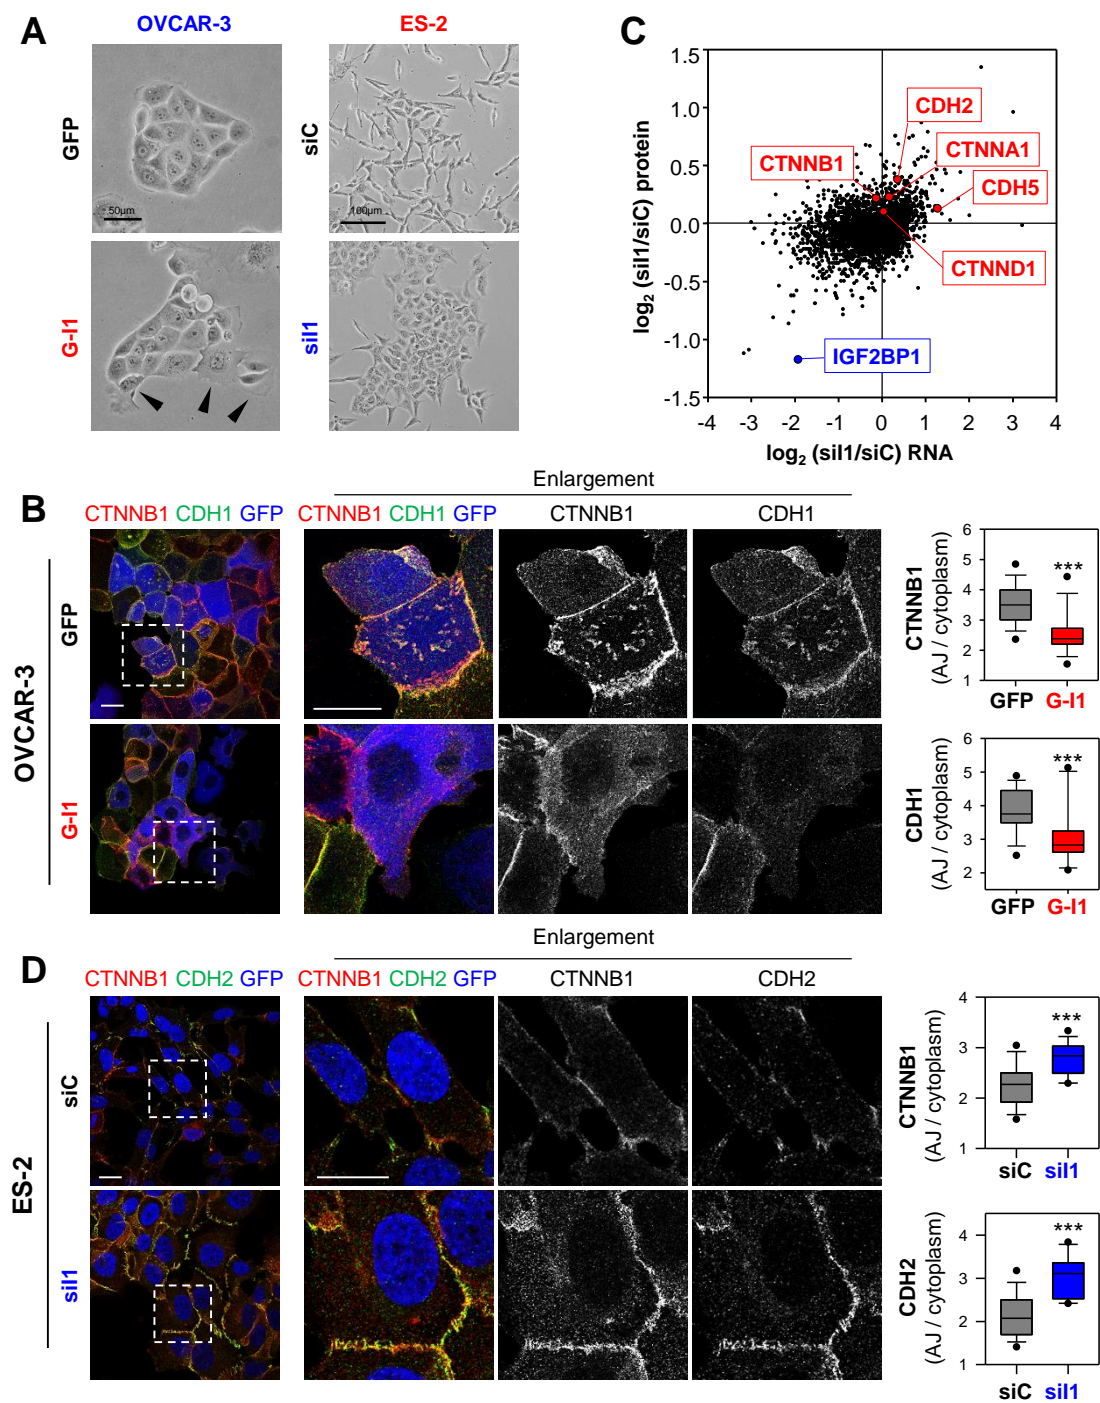 A
OVCAR-3
ES-2
GFP
50µm
siC
100µm
G-I1
siI1
C
log2 (siI1/siC) protein
1.5
1.0
0.5
0.0
-0.5
-1.0
-1.5
CDH2
CTNNB1
CTNNA1
CDH5
CTNND1
IGF2BP1
-4 -3 -2 -1 0 1 2 3 4
log2 (siI1/siC) RNA
B
Enlargement
CTNNB1 CDH1 GFP
CTNNB1 CDH1 GFP
CTNNB1
CDH1
OVCAR-3
GFP
G-I1
CTNNB1
(AJ / cytoplasm)
6
5
4
3
2
1
***
GFP G-I1
CDH1
(AJ / cytoplasm)
6
5
4
3
2
***
GFP G-I1
D
Enlargement
CTNNB1 CDH2 GFP
CTNNB1 CDH2 GFP
CTNNB1
CDH2
ES-2
siC
siI1
CTNNB1
(AJ / cytoplasm)
4
3
2
1
***
siC siI1
CDH2
(AJ / cytoplasm)
4
3
2
1
***
siC siI1